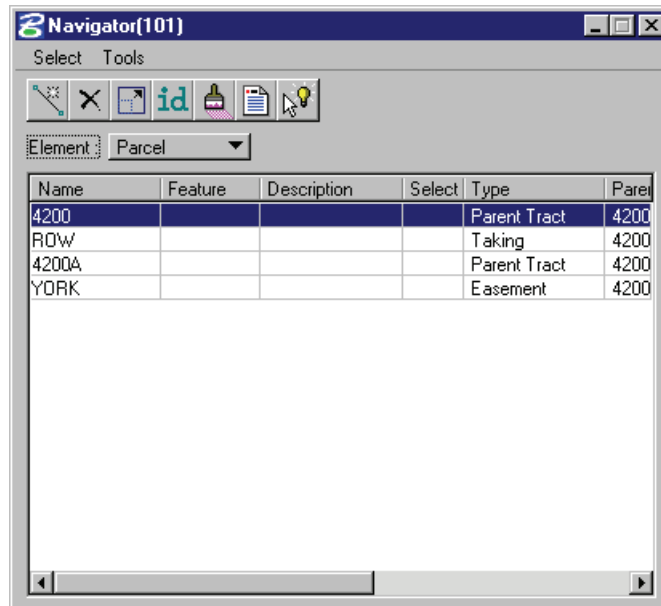 Navigator(101)
Select Tools
id
Element : Parcel
Name Feature Description Select Type
4200 Parent Tract 4200
ROW Taking 4200
4200A Parent Tract 4200
YORK Easement 4200